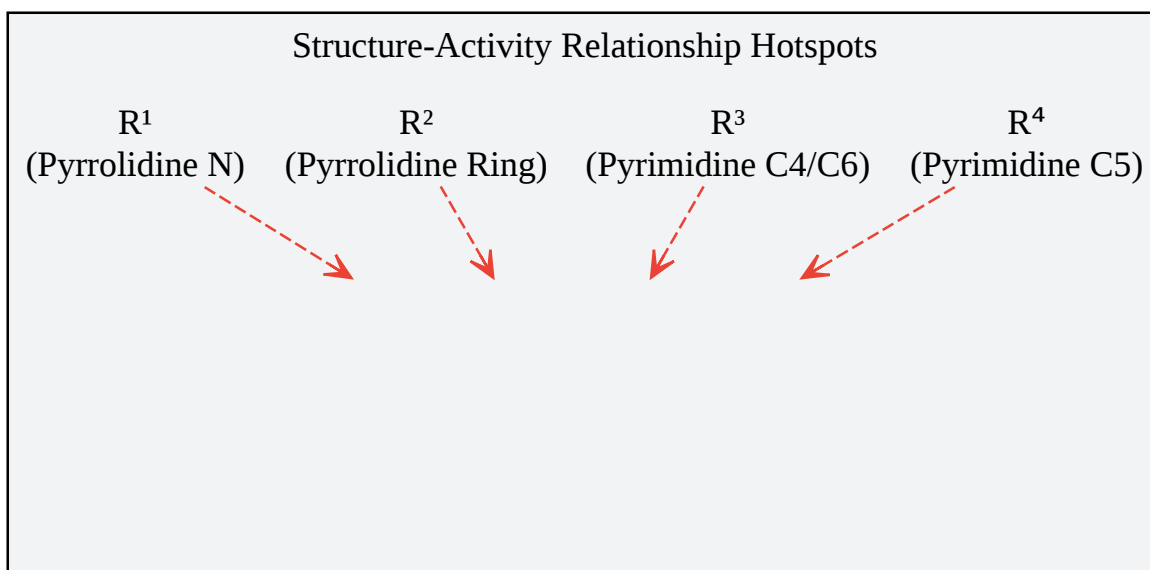 Structure-Activity Relationship Hotspots
R¹ R² R³ R⁴
(Pyrrolidine N) (Pyrrolidine Ring) (Pyrimidine C4/C6) (Pyrimidine C5)